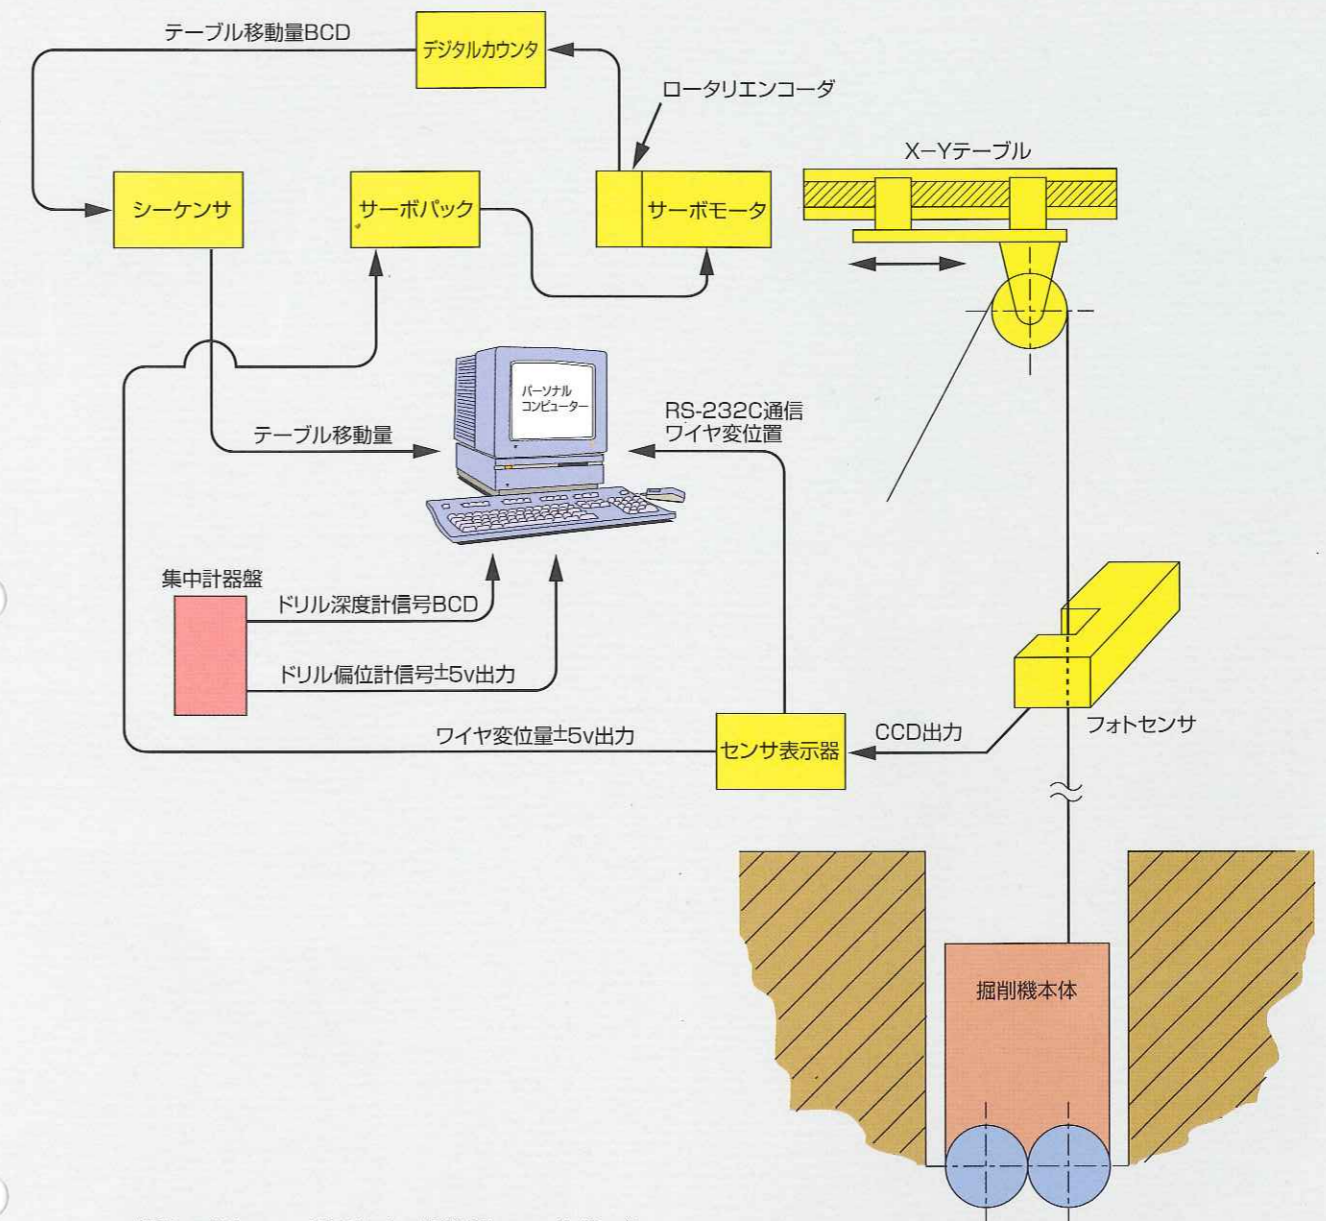 テーブル移動量BCD
デジタルカウンタ
ロータリエンコーダ
X−Yテーブル
シーケンサ
サーボパック
サーボモータ
パーソナル
コンピューター
RS-232C通信
ワイヤ変位置
テーブル移動量
集中計器盤
ドリル深度計信号BCD
ドリル偏位計信号±5v出力
ワイヤ変位量±5v出力
センサ表示器
CCD出力
フォトセンサ
掘削機本体